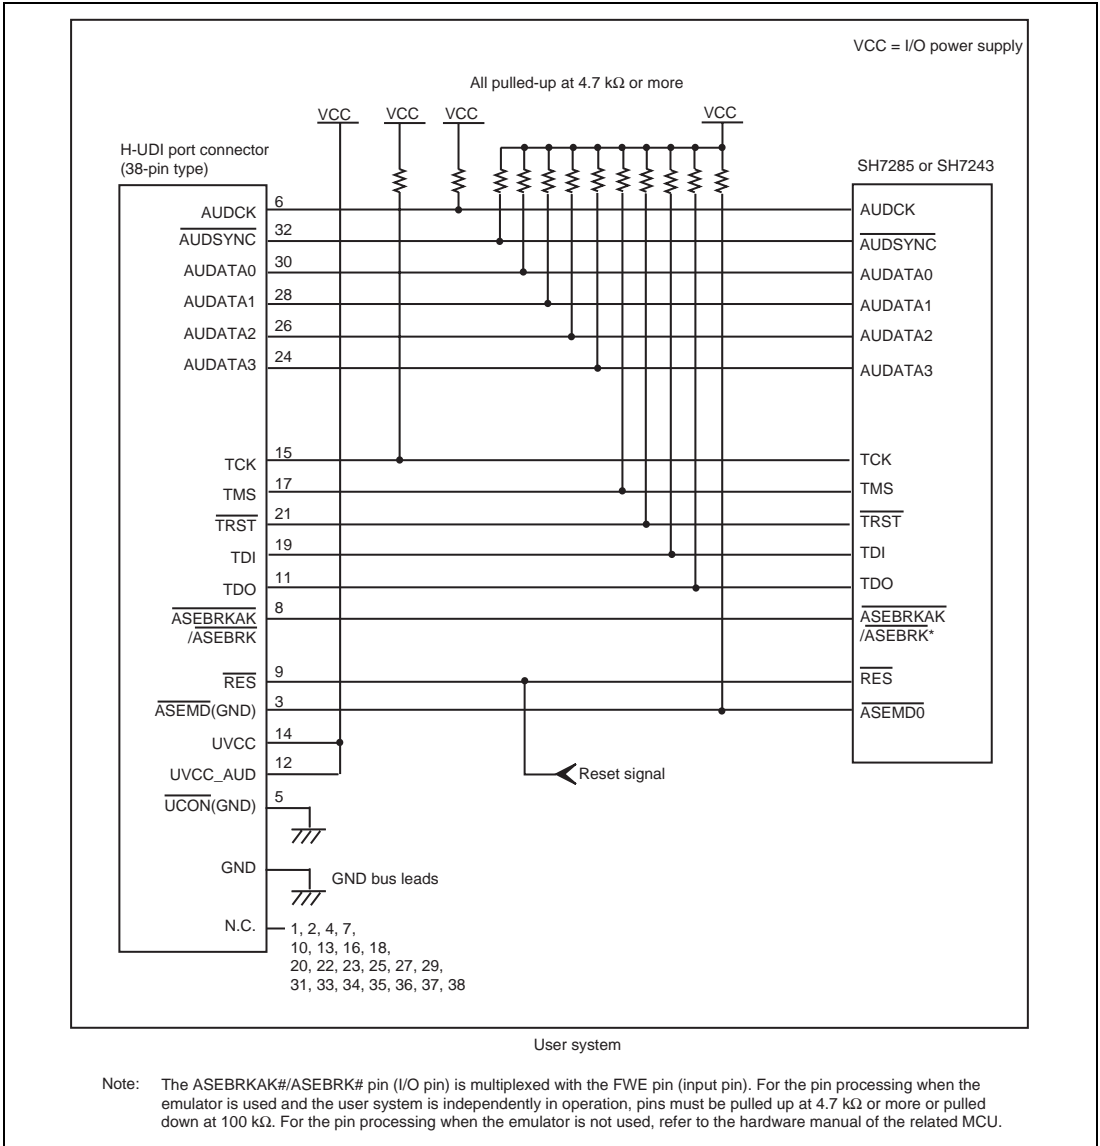 VCC = I/O power supply
All pulled-up at 4.7 kΩ or more
VCC VCC VCC VCC
H-UDI port connector
(38-pin type)
SH7285 or SH7243
AUDCK 6 AUDCK
AUDSYNC 32 AUDSYNC
AUDATA0 30 AUDATA0
AUDATA1 28 AUDATA1
AUDATA2 26 AUDATA2
AUDATA3 24 AUDATA3
TCK 15 TCK
TMS 17 TMS
TRST 21 TRST
TDI 19 TDI
TDO 11 TDO
ASEBRKAK 8 ASEBRKAK
/ASEBRK /ASEBRK*
RES 9 RES
ASEMD(GND) 3 ASEMD0
UVCC 14
UVCC_AUD 12 Reset signal
UCON(GND) 5
GND GND bus leads
N.C. 1, 2, 4, 7,
10, 13, 16, 18,
20, 22, 23, 25, 27, 29,
31, 33, 34, 35, 36, 37, 38
User system
Note: The ASEBRKAK#/ASEBRK# pin (I/O pin) is multiplexed with the FWE pin (input pin). For the pin processing when the
emulator is used and the user system is independently in operation, pins must be pulled up at 4.7 kΩ or more or pulled
down at 100 kΩ. For the pin processing when the emulator is not used, refer to the hardware manual of the related MCU.